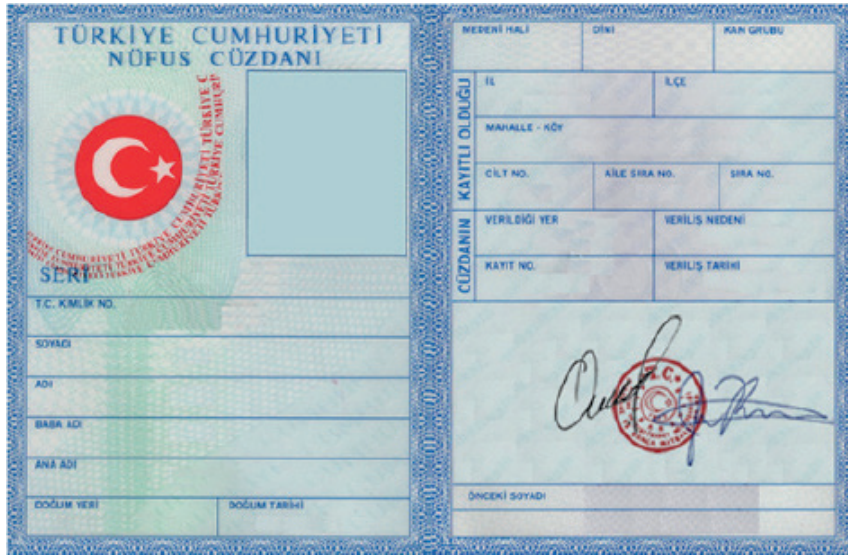 TÜRKİYE CUMHURİYETİ
NÜFUS CÜZDANI
SERİ
T.C. KİMLİK NO.
SOYADI
ADI
BABA ADI
ANA ADI
DOĞUM YERİ DOĞUM TARİHİ
MEDENİ HALİ DİNİ KAN GRUBU
KAYITLI OLDUĞU
İL İLÇE
MAHALLE - KÖY
CİLT NO. AİLE SIRA NO. SIRA NO.
CÜZDANIN
VERİLDİĞİ YER VERİLİŞ NEDENİ
KAYIT NO. VERİLİŞ TARİHİ
T.C.
ÖNCEKİ SOYADI